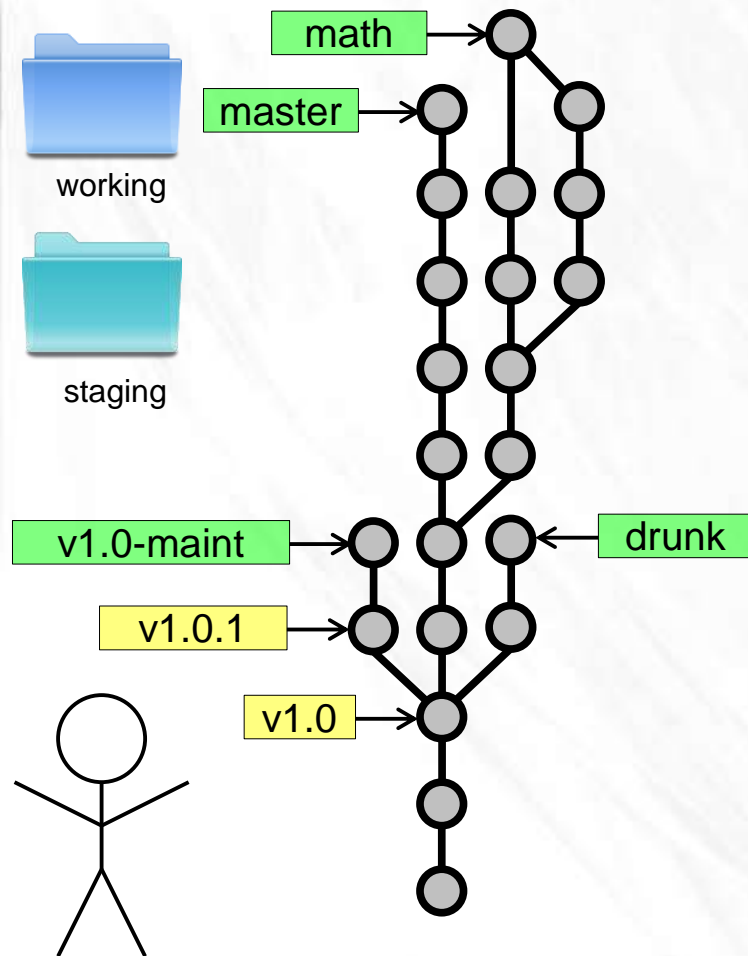 math
master
working
staging
v1.0-maint
drunk
v1.0.1
v1.0